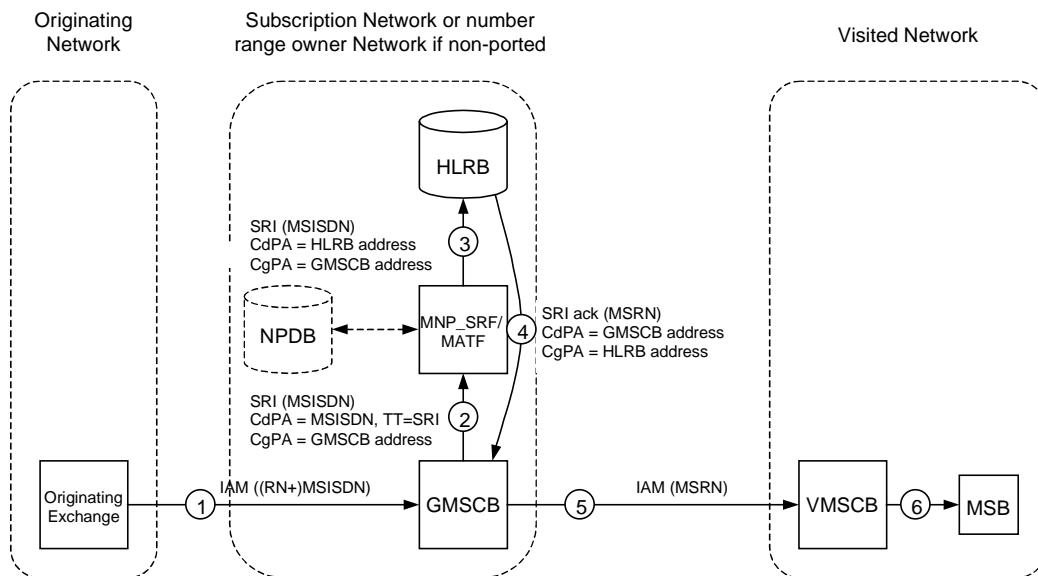 Originating
Network
Subscription Network or number
range owner Network if non-ported
Visited Network
HLRB
SRI (MSISDN)
CdPA = HLRB address
CgPA = GMSCB address
3
NPDB
MNP_SRF/
MATF
4
SRI ack (MSRN)
CdPA = GMSCB address
CgPA = HLRB address
SRI (MSISDN)
CdPA = MSISDN, TT=SRI
CgPA = GMSCB address
2
Originating
Exchange
1
IAM ((RN+)MSISDN)
GMSCB
5
IAM (MSRN)
VMSCB
6
MSB